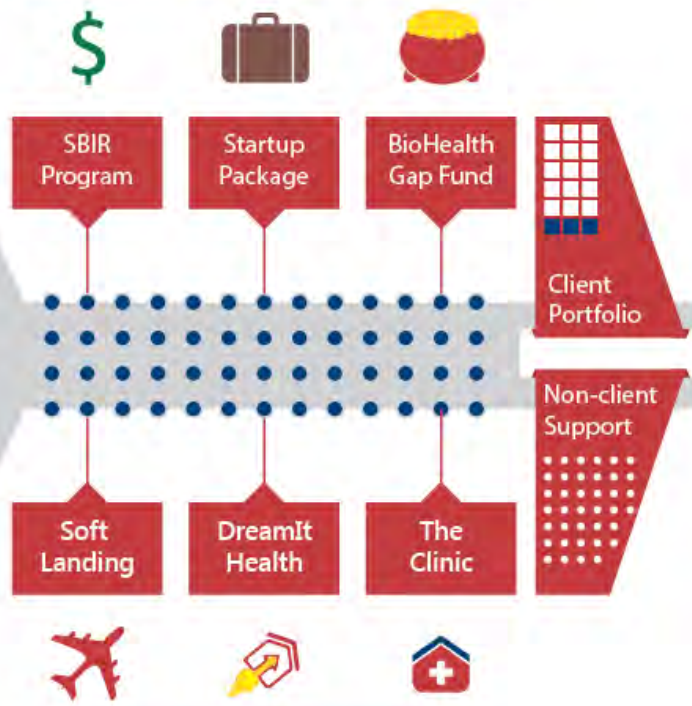 $
SBIR
Program
Startup
Package
BioHealth
Gap Fund
Client
Portfolio
Non-client
Support
Soft
Landing
DreamIt
Health
The
Clinic